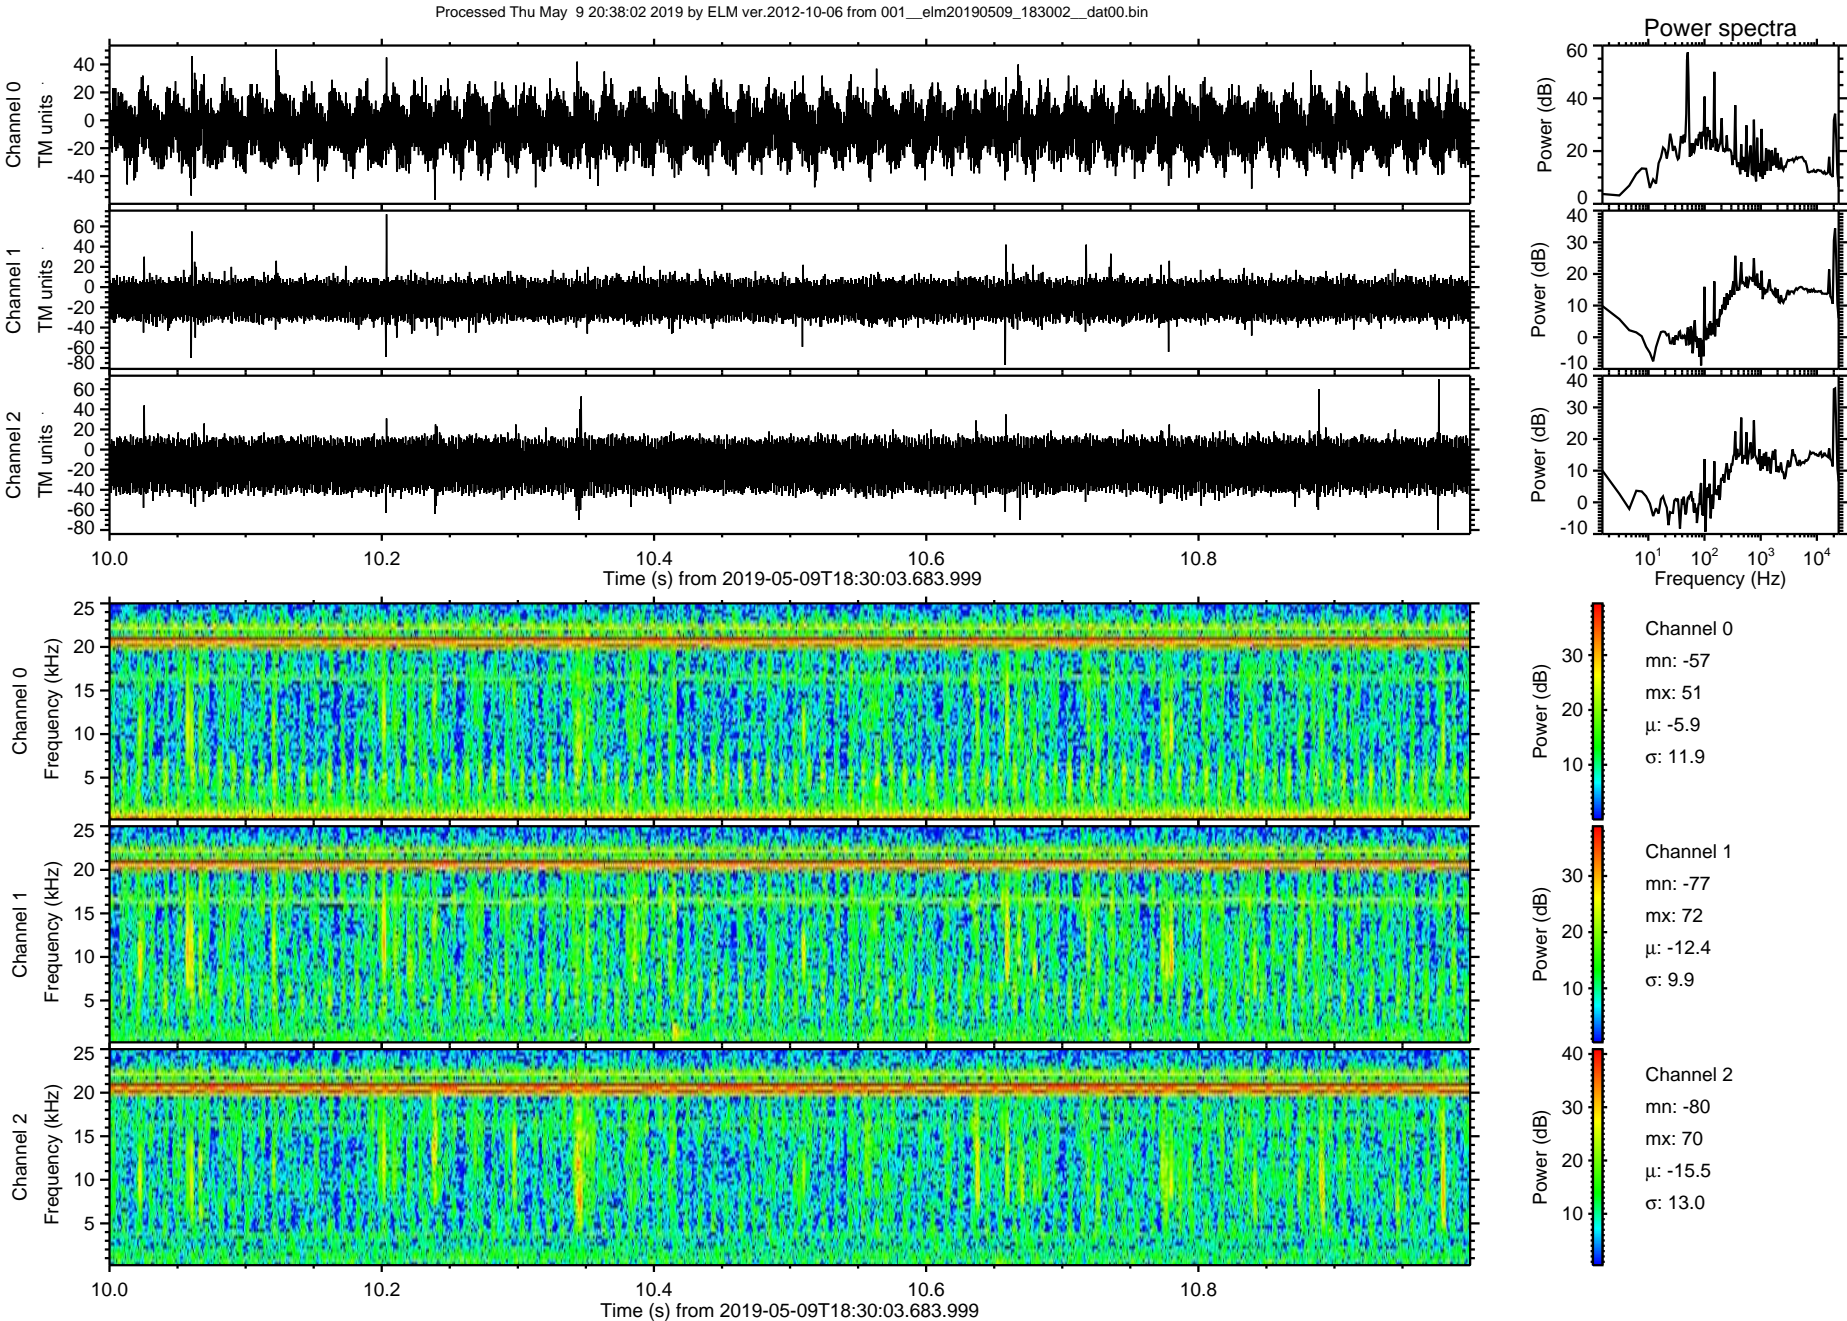 Processed Thu May  9 20:38:02 2019 by ELM ver.2012-10-06 from 001__elm20190509_183002__dat00.bin
Power spectra
Channel 0
TM units
40
20
0
-20
-40
Power (dB)
60
40
20
0
Channel 1
TM units
60
40
20
0
-20
-40
-60
-80
Power (dB)
40
30
20
10
0
-10
Channel 2
TM units
60
40
20
0
-20
-40
-60
-80
Power (dB)
40
30
20
10
0
-10
10.0 10.2 10.4 10.6 10.8
Time (s) from 2019-05-09T18:30:03.683.999
10¹ 10² 10³ 10⁴
Frequency (Hz)
Channel 0
Frequency (kHz)
25
20
15
10
5
Power (dB)
30
20
10
Channel 0
mn: -57
mx: 51
μ: -5.9
σ: 11.9
Channel 1
Frequency (kHz)
25
20
15
10
5
Power (dB)
30
20
10
Channel 1
mn: -77
mx: 72
μ: -12.4
σ: 9.9
Channel 2
Frequency (kHz)
25
20
15
10
5
Power (dB)
40
30
20
10
Channel 2
mn: -80
mx: 70
μ: -15.5
σ: 13.0
10.0 10.2 10.4 10.6 10.8
Time (s) from 2019-05-09T18:30:03.683.999